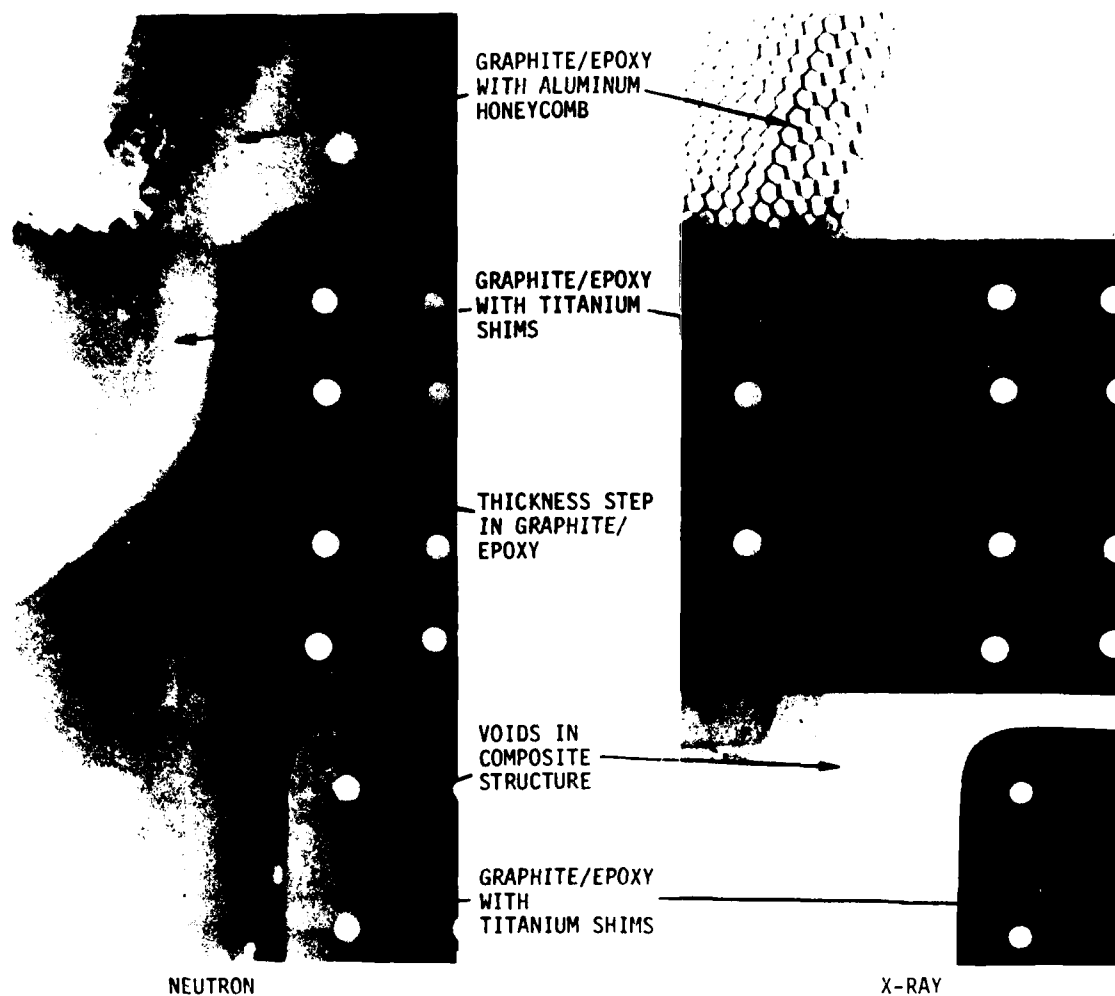 GRAPHITE/EPOXY
WITH ALUMINUM
HONEYCOMB
GRAPHITE/EPOXY
WITH TITANIUM
SHIMS
THICKNESS STEP
IN GRAPHITE/
EPOXY
VOIDS IN
COMPOSITE
STRUCTURE
GRAPHITE/EPOXY
WITH
TITANIUM SHIMS
NEUTRON
X-RAY